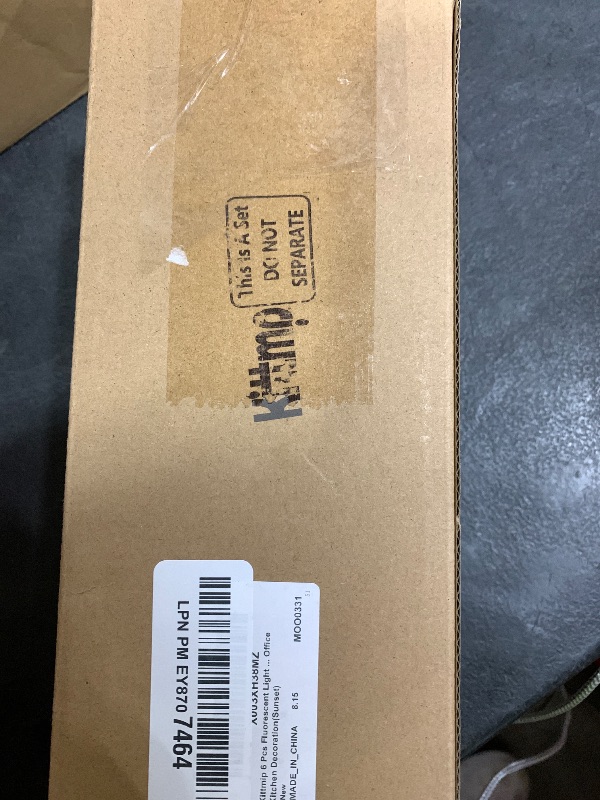 This Is A Set
DO NOT
SEPARATE
Kittmip
LPN PM EY870 7464
X003XH38MZ
Kittmip 6 Pcs Fluorescent Light ... Office
Kitchen Decoration(Sunset)
New
MADE_IN_CHINA 8.15 MOO0331